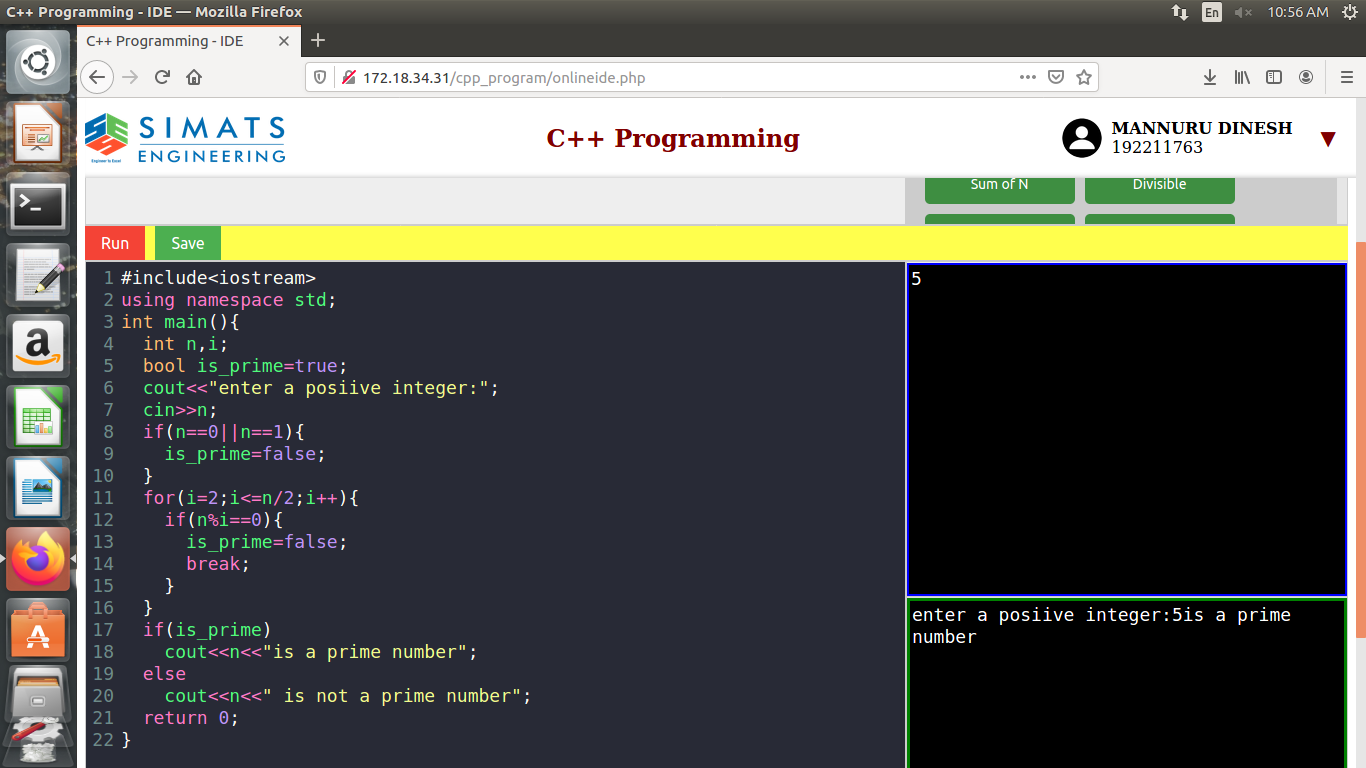 C++ Programming - IDE — Mozilla Firefox
En
10:56 AM
C++ Programming - IDE
172.18.34.31/cpp_program/onlineide.php
SIMATS
ENGINEERING
Engineer to Excel
C++ Programming
MANNURU DINESH
192211763
Sum of N
Divisible
Run
Save
1 #include<iostream>
2 using namespace std;
3 int main(){
4   int n,i;
5   bool is_prime=true;
6   cout<<"enter a posiive integer:";
7   cin>>n;
8   if(n==0||n==1){
9     is_prime=false;
10   }
11   for(i=2;i<=n/2;i++){
12     if(n%i==0){
13       is_prime=false;
14       break;
15     }
16   }
17   if(is_prime)
18     cout<<n<<"is a prime number";
19   else
20     cout<<n<<" is not a prime number";
21   return 0;
22 }
5
enter a posiive integer:5is a prime
number